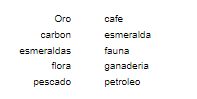 Oro cafe
carbon esmeralda
esmeraldas fauna
flora ganaderia
pescado petroleo